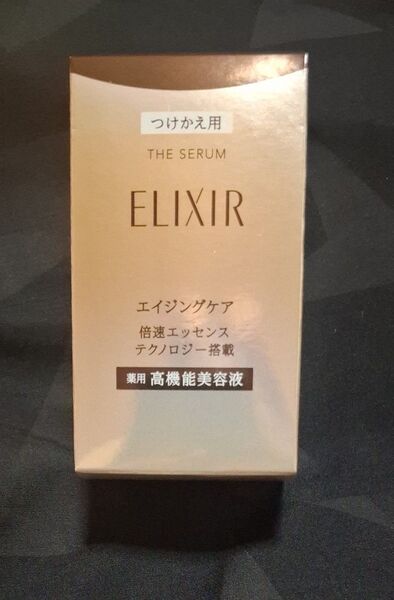 つけかえ用
THE SERUM
ELIXIR
エイジングケア
倍速エッセンス
テクノロジー搭載
薬用 高機能美容液